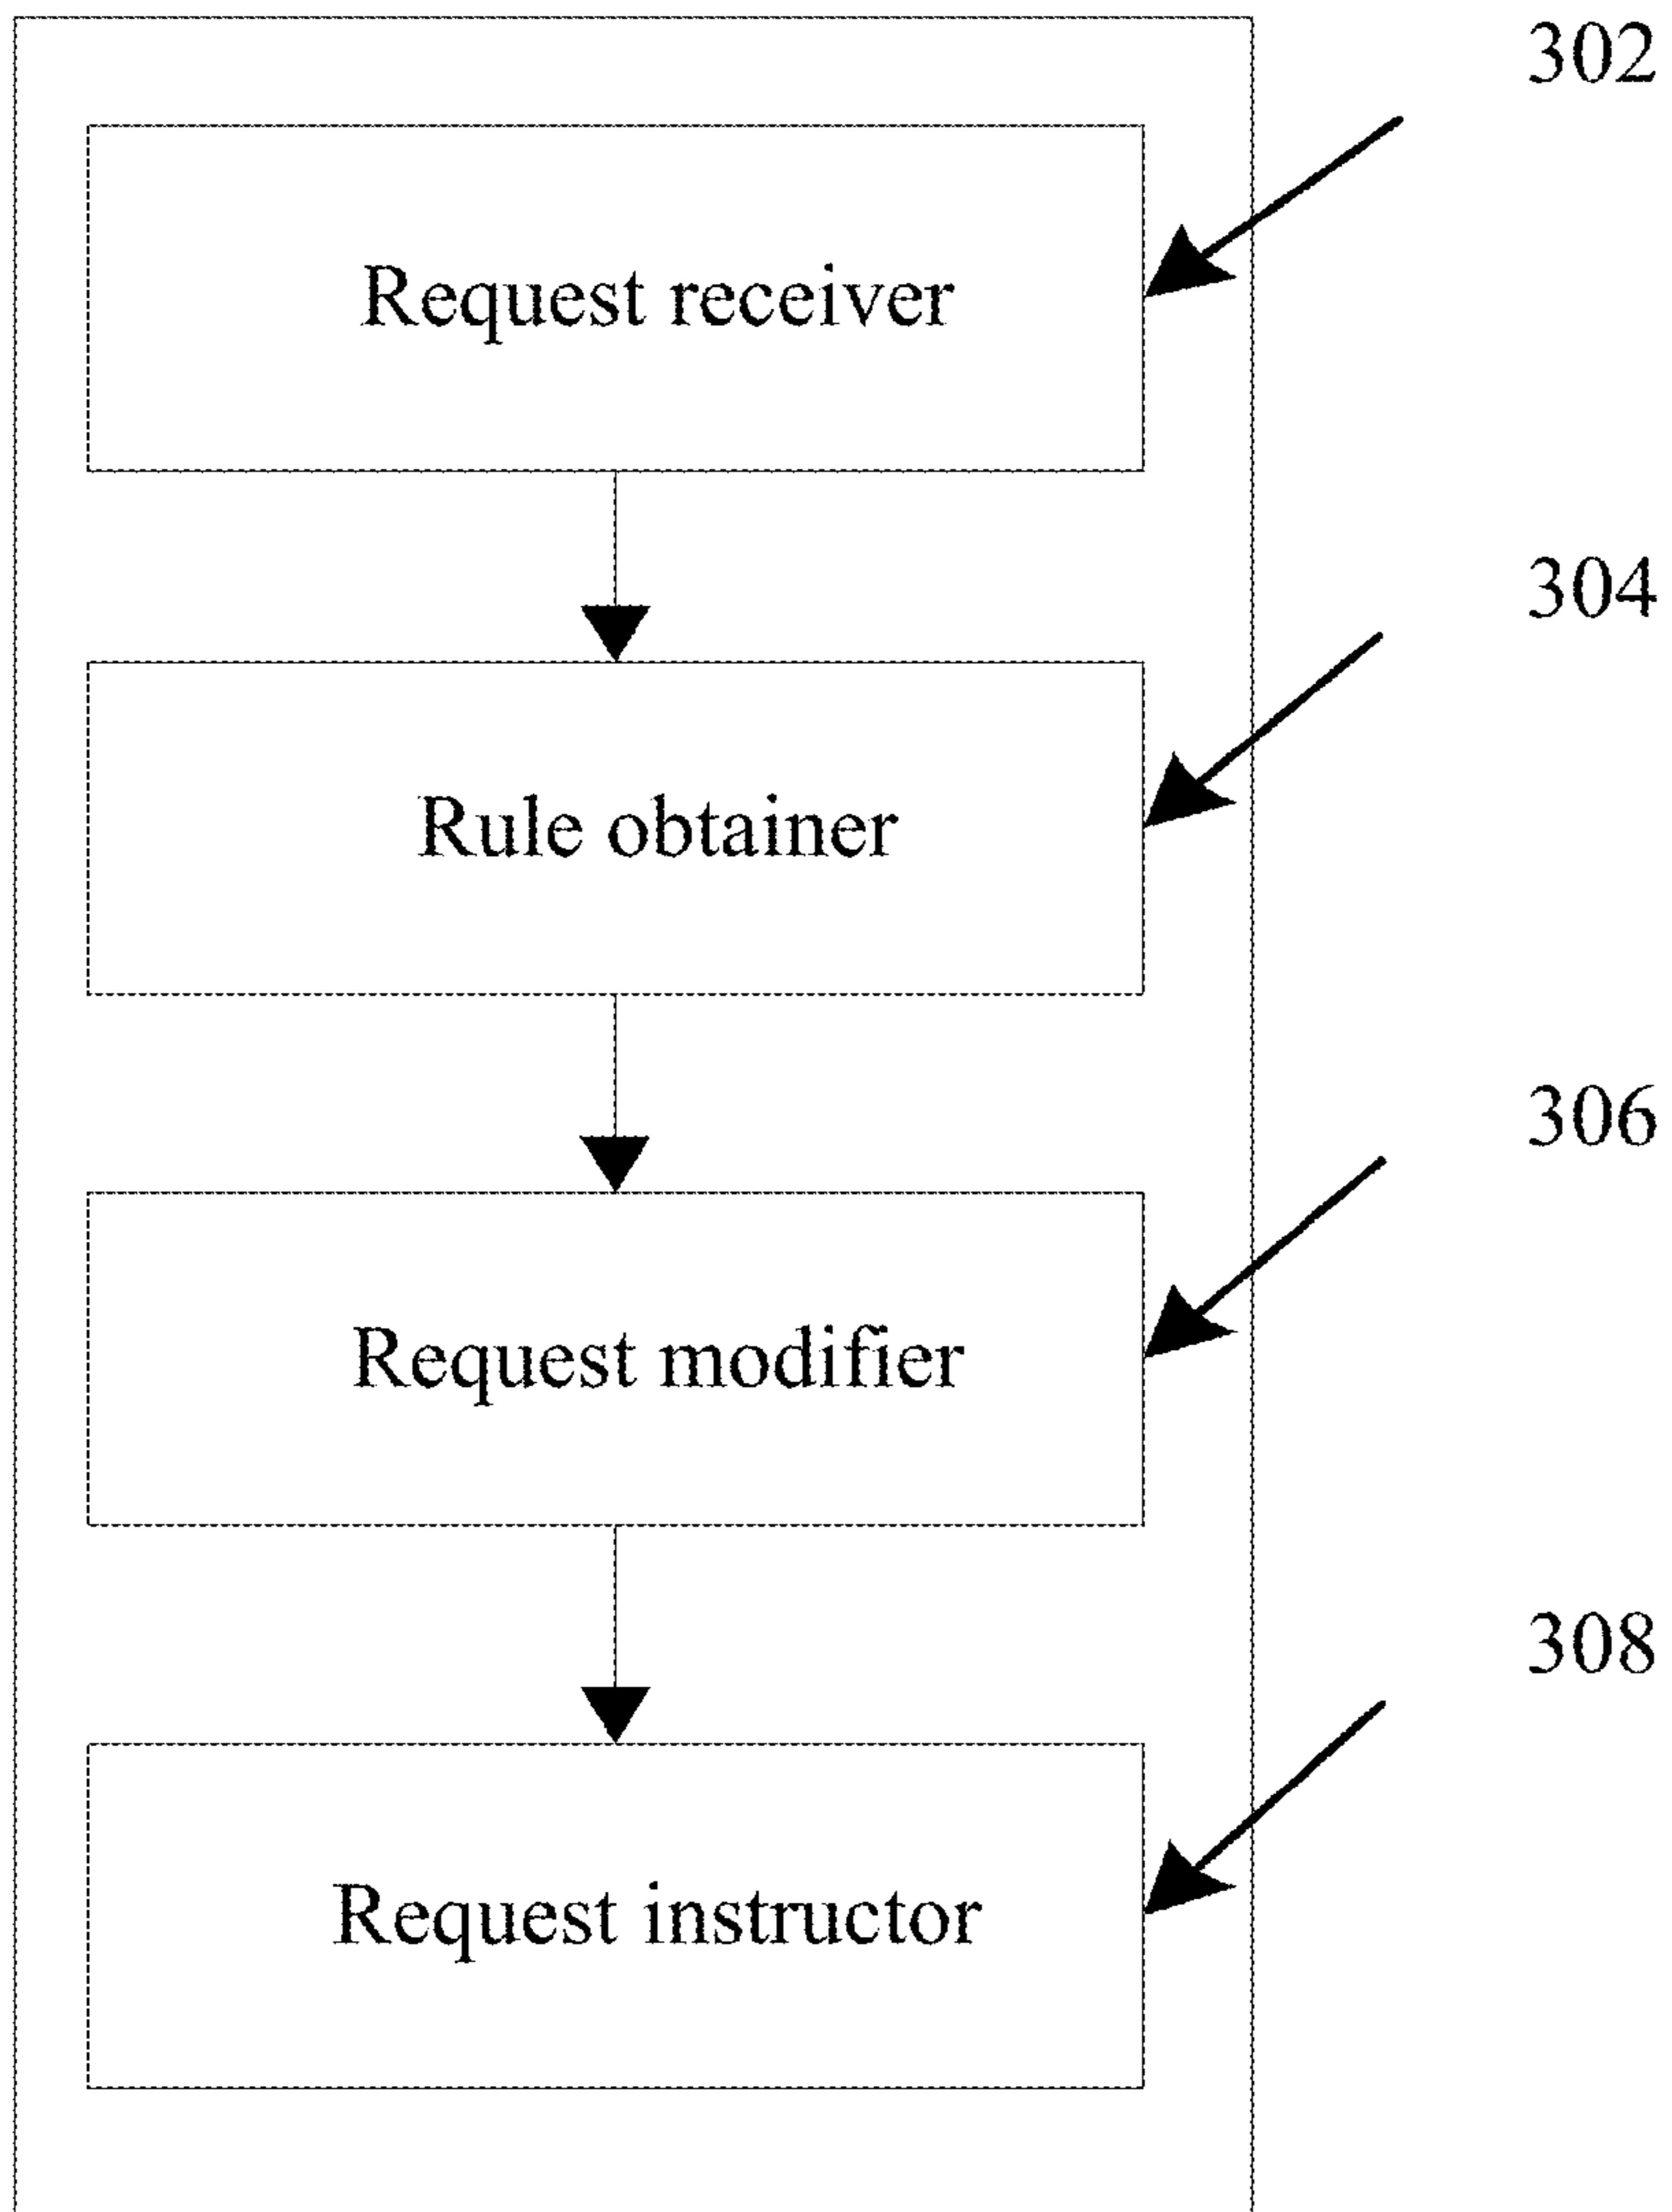 302
Request receiver
304
Rule obtainer
306
Request modifier
308
Request instructor